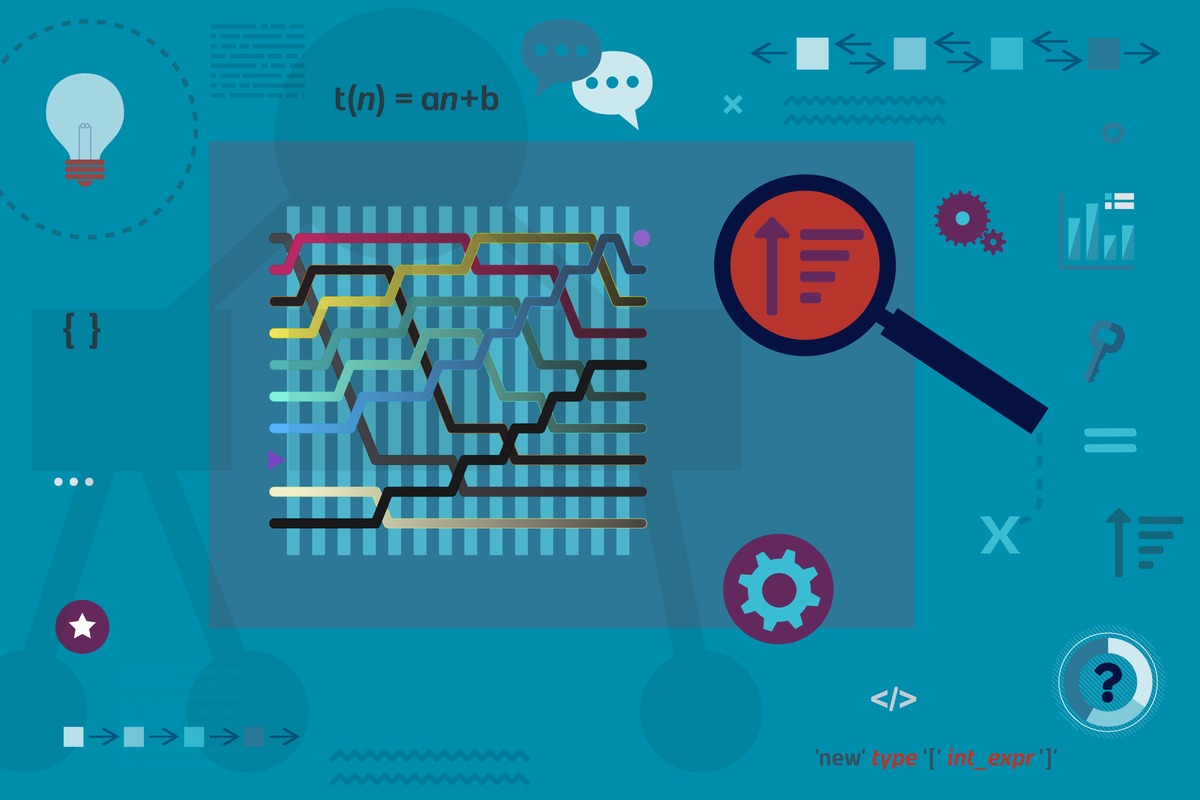 t(n) = an+b
{ }
X
?
</>
'new' type '[' int_expr ']'